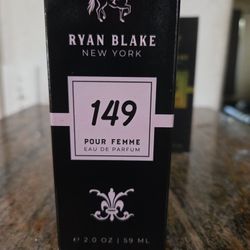 RYAN BLAKE
NEW YORK
149
POUR FEMME
EAU DE PARFUM
℮ 2.0 OZ | 59 ML